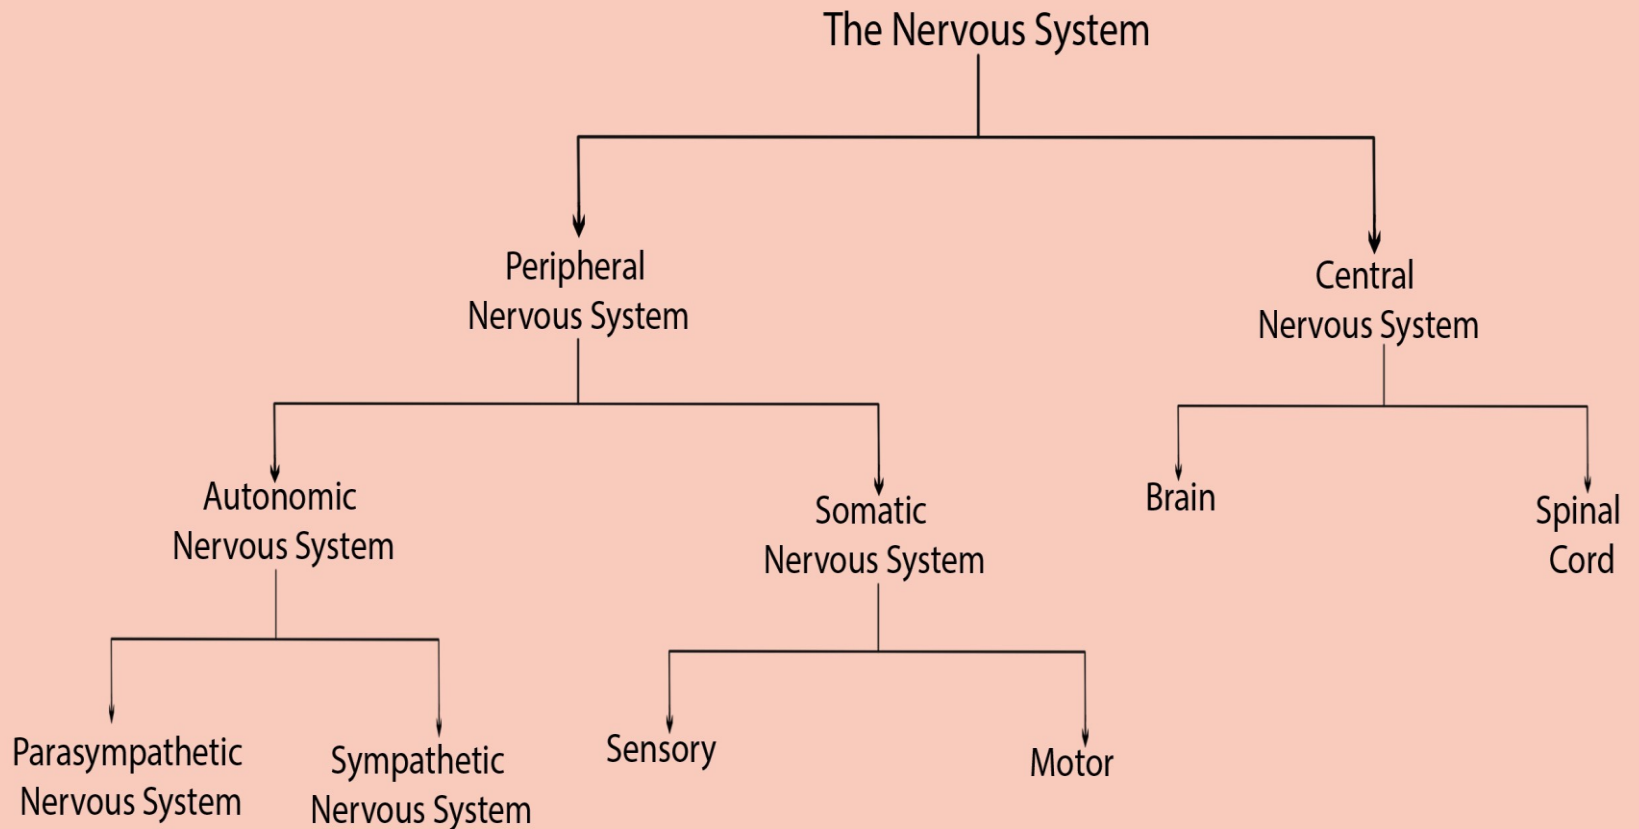 The Nervous System
Peripheral
Nervous System
Central
Nervous System
Autonomic
Nervous System
Somatic
Nervous System
Brain
Spinal
Cord
Parasympathetic
Nervous System
Sympathetic
Nervous System
Sensory
Motor